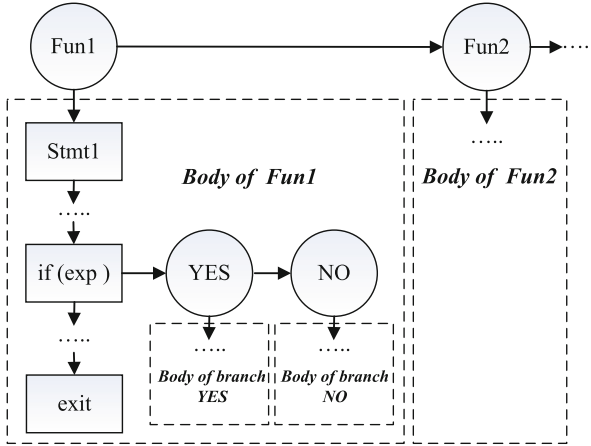 Fun1
Fun2
.....
Stmt1
.....
Body of Fun1
Body of Fun2
.....
if (exp )
YES
NO
.....
.....
.....
Body of branch
YES
Body of branch
NO
exit